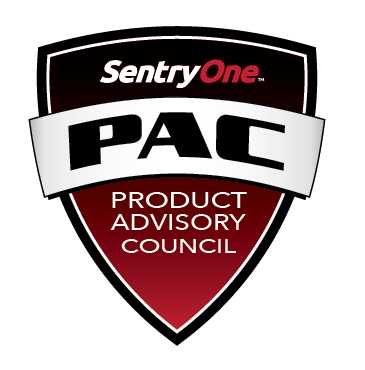 SentryOne™
PAC
PRODUCT
ADVISORY
COUNCIL